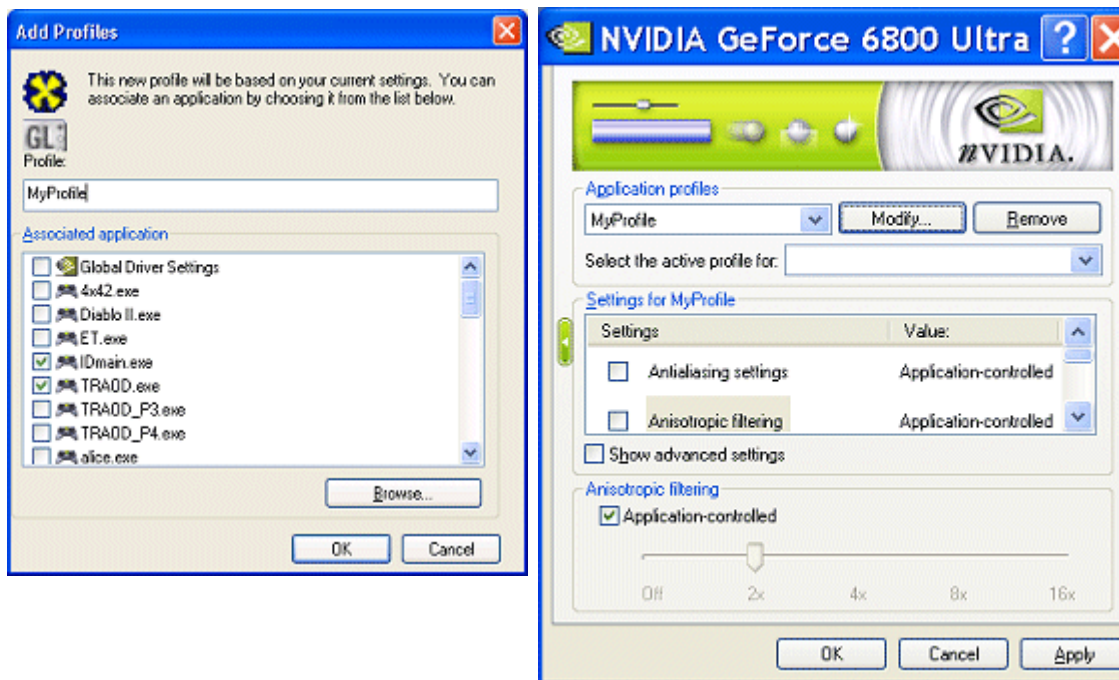 Add Profiles
This new profile will be based on your current settings. You can
associate an application by choosing it from the list below.
GL
Profile:
MyProfile
Associated application
Global Driver Settings
4x42.exe
Diablo II.exe
ET.exe
IDmain.exe
TRAOD.exe
TRAOD_P3.exe
TRAOD_P4.exe
alice.exe
Browse...
OK
Cancel
NVIDIA GeForce 6800 Ultra
nVIDIA.
Application profiles
MyProfile
Modify...
Remove
Select the active profile for:
Settings for MyProfile
Settings
Value:
Antialiasing settings
Application-controlled
Anisotropic filtering
Application-controlled
Show advanced settings
Anisotropic filtering
Application-controlled
Off
2x
4x
8x
16x
OK
Cancel
Apply